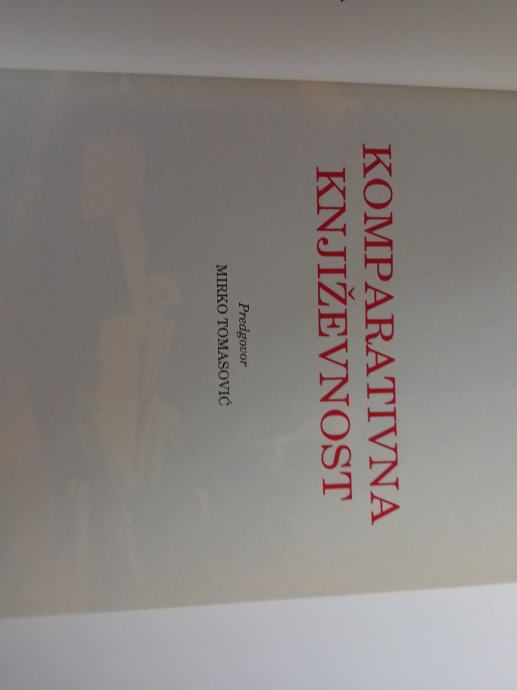 KOMPARATIVNA
KNJIŽEVNOST
Predgovor
MIRKO TOMASOVIĆ